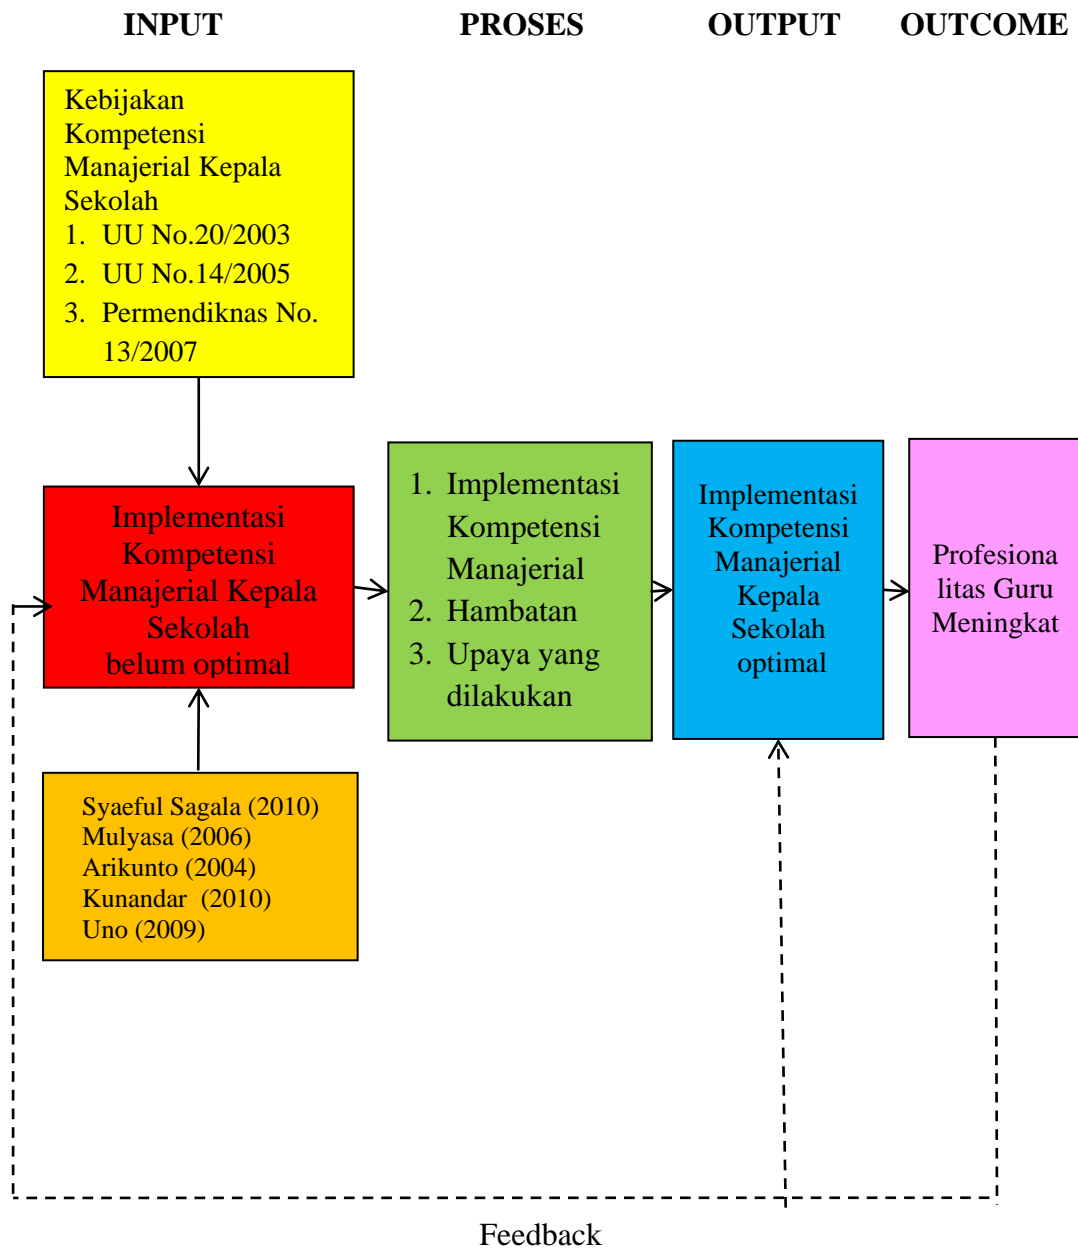 INPUT PROSES OUTPUT OUTCOME
Kebijakan
Kompetensi
Manajerial Kepala
Sekolah
1. UU No.20/2003
2. UU No.14/2005
3. Permendiknas No.
13/2007
Implementasi
Kompetensi
Manajerial Kepala
Sekolah
belum optimal
1. Implementasi
Kompetensi
Manajerial
2. Hambatan
3. Upaya yang
dilakukan
Implementasi
Kompetensi
Manajerial
Kepala
Sekolah
optimal
Profesiona
litas Guru
Meningkat
Syaeful Sagala (2010)
Mulyasa (2006)
Arikunto (2004)
Kunandar (2010)
Uno (2009)
Feedback